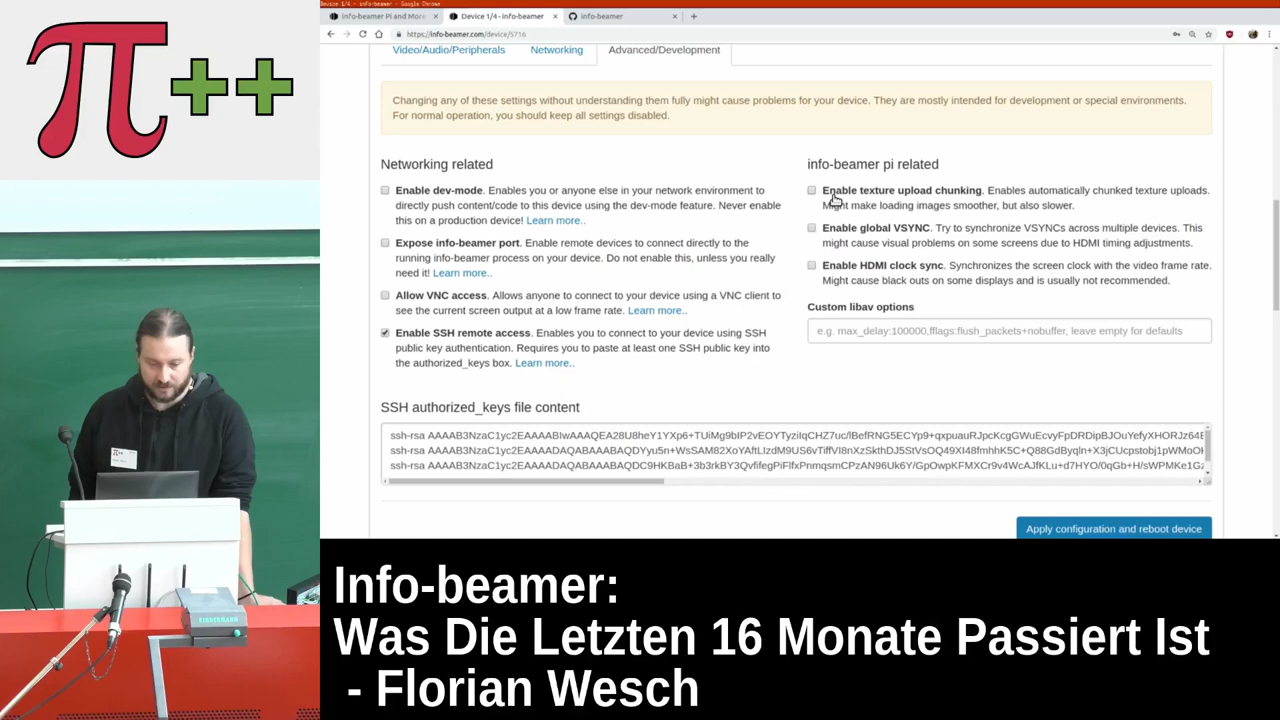 π++
Device 1/4 - info-beamer - Google Chrome
info-beamer Pi and More
Device 1/4 - info-beamer
info-beamer
https://info-beamer.com/device/5716
Video/Audio/Peripherals
Networking
Advanced/Development
Changing any of these settings without understanding them fully might cause problems for your device. They are mostly intended for development or special environments.
For normal operation, you should keep all settings disabled.
Networking related
Enable dev-mode. Enables you or anyone else in your network environment to
directly push content/code to this device using the dev-mode feature. Never enable
this on a production device! Learn more..
Expose info-beamer port. Enable remote devices to connect directly to the
running info-beamer process on your device. Do not enable this, unless you really
need it! Learn more..
Allow VNC access. Allows anyone to connect to your device using a VNC client to
see the current screen output at a low frame rate. Learn more..
Enable SSH remote access. Enables you to connect to your device using SSH
public key authentication. Requires you to paste at least one SSH public key into
the authorized_keys box. Learn more..
info-beamer pi related
Enable texture upload chunking. Enables automatically chunked texture uploads.
Might make loading images smoother, but also slower.
Enable global VSYNC. Try to synchronize VSYNCs across multiple devices. This
might cause visual problems on some screens due to HDMI timing adjustments.
Enable HDMI clock sync. Synchronizes the screen clock with the video frame rate.
Might cause black outs on some displays and is usually not recommended.
Custom libav options
e.g. max_delay:100000,fflags:flush_packets+nobuffer, leave empty for defaults
SSH authorized_keys file content
ssh-rsa
ssh-rsa
ssh-rsa
Apply configuration and reboot device
Info-beamer:
Was Die Letzten 16 Monate Passiert Ist
- Florian Wesch